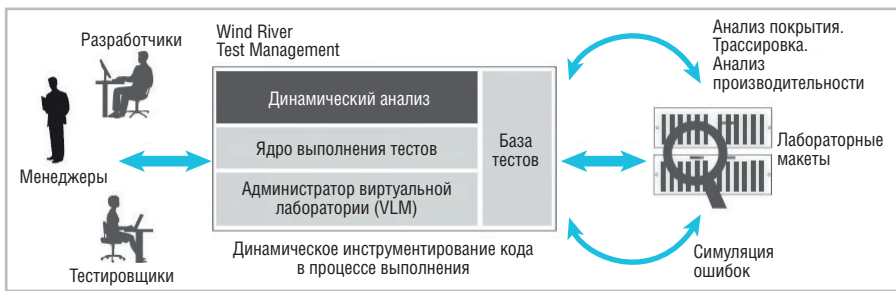 Разработчики
Менеджеры
Тестировщики
Wind River
Test Management
Динамический анализ
Ядро выполнения тестов
Администратор виртуальной
лаборатории (VLM)
База
тестов
Динамическое инструментирование кода
в процессе выполнения
Анализ покрытия.
Трассировка.
Анализ
производительности
Лабораторные
макеты
Симуляция
ошибок